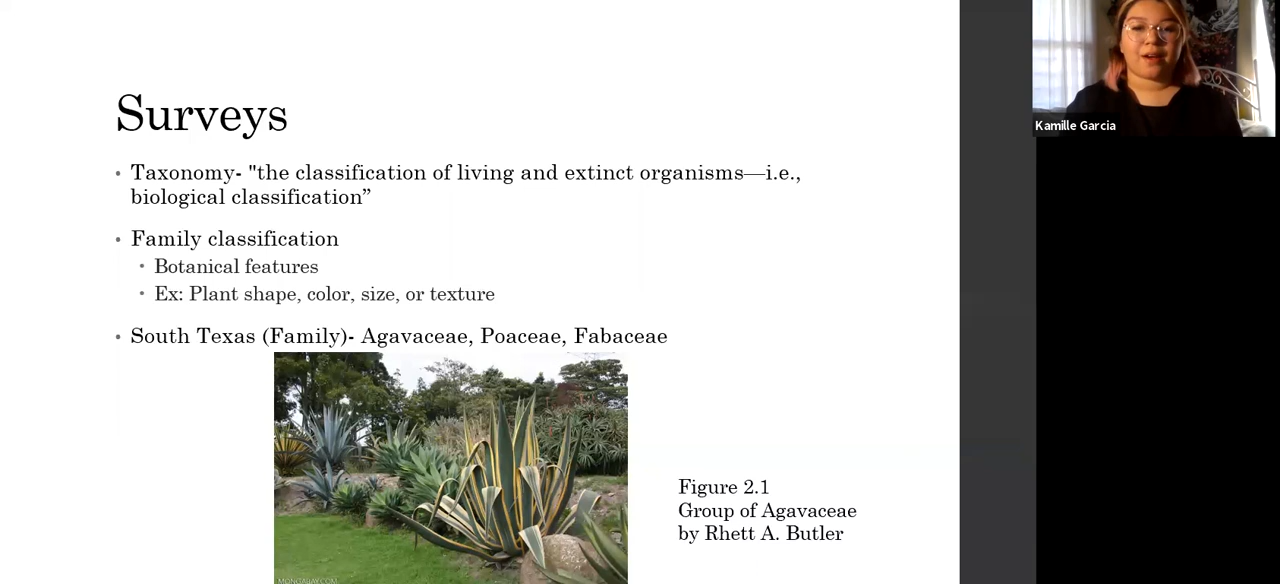 Surveys
• Taxonomy- "the classification of living and extinct organisms—i.e.,
biological classification”
• Family classification
• Botanical features
• Ex: Plant shape, color, size, or texture
• South Texas (Family)- Agavaceae, Poaceae, Fabaceae
Figure 2.1
Group of Agavaceae
by Rhett A. Butler
MONGABAY.COM
Kamille Garcia